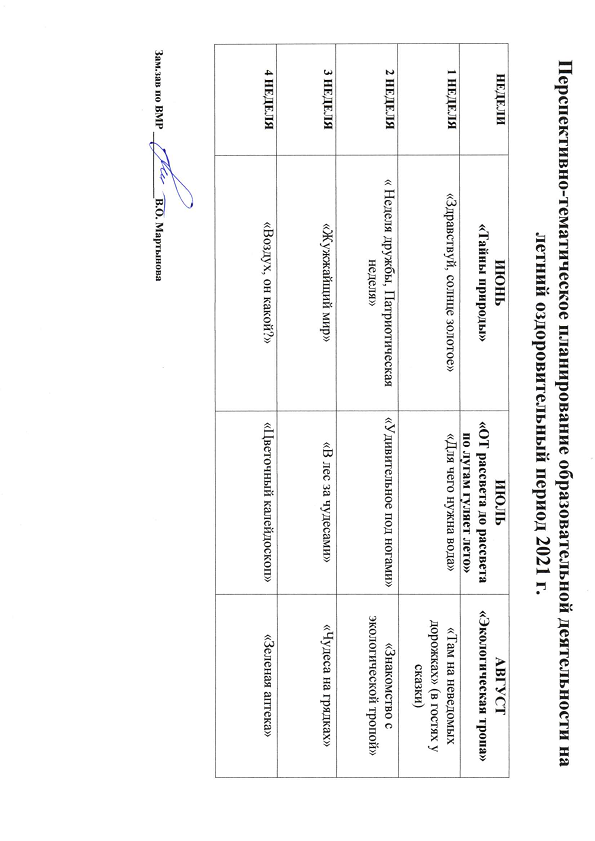 Перспективно-тематическое планирование образовательной деятельности на
летний оздоровительный период 2021 г.
НЕДЕЛИ
ИЮНЬ
«Тайны природы»
ИЮЛЬ
«ОТ рассвета до рассвета
по лугам гуляет лето»
АВГУСТ
«Экологическая тропа»
1 НЕДЕЛЯ
«Здравствуй, солнце золотое»
«Для чего нужна вода»
«Там на неведомых
дорожках» (в гостях у
сказки)
2 НЕДЕЛЯ
« Неделя дружбы, Патриотическая
неделя»
«Удивительное под ногами»
«Знакомство с
экологической тропой»
3 НЕДЕЛЯ
«Жужжайщий мир»
«В лес за чудесами»
«Чудеса на грядках»
4 НЕДЕЛЯ
«Воздух, он какой?»
«Цветочный калейдоскоп»
«Зеленая аптека»
Зам.зав по ВМР В.О. Мартынова